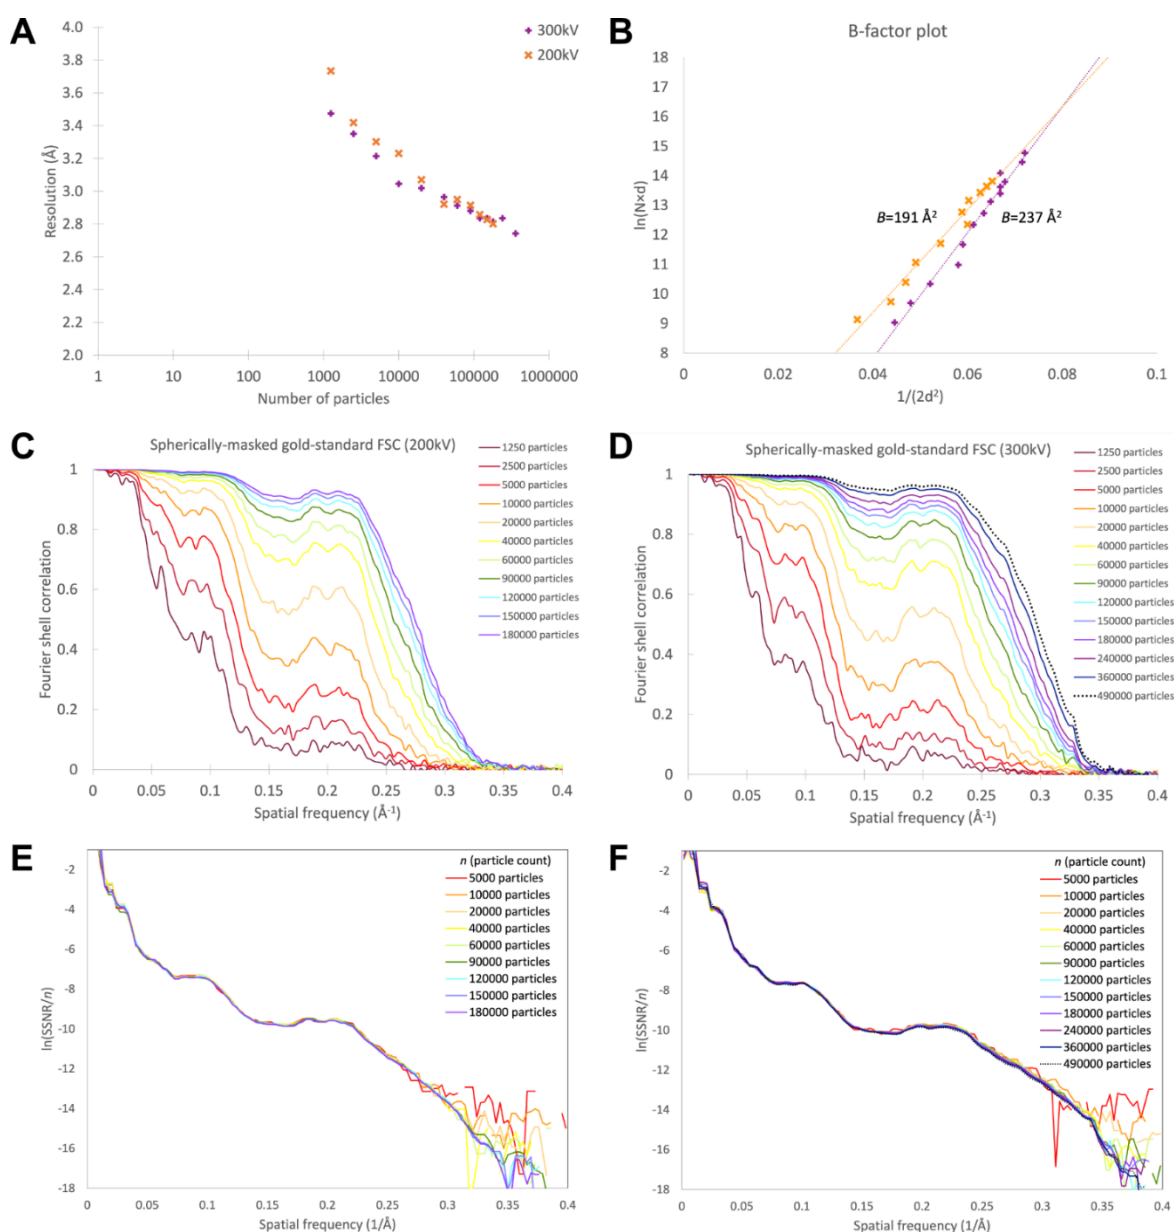 A
300kV
200kV
4.0
3.8
3.6
3.4
3.2
3.0
2.8
2.6
2.4
2.2
2.0
Resolution (Å)
1 10 100 1000 10000 100000 1000000
Number of particles
B
B-factor plot
18
17
16
15
14
13
12
11
10
9
8
ln(N×d)
B=191 Å²
B=237 Å²
0 0.02 0.04 0.06 0.08 0.1
1/(2d²)
C
Spherically-masked gold-standard FSC (200kV)
1
0.8
0.6
0.4
0.2
0
Fourier shell correlation
0 0.05 0.1 0.15 0.2 0.25 0.3 0.35 0.4
Spatial frequency (Å⁻¹)
1250 particles
2500 particles
5000 particles
10000 particles
20000 particles
40000 particles
60000 particles
90000 particles
120000 particles
150000 particles
180000 particles
D
Spherically-masked gold-standard FSC (300kV)
1
0.8
0.6
0.4
0.2
0
Fourier shell correlation
0 0.05 0.1 0.15 0.2 0.25 0.3 0.35 0.4
Spatial frequency (Å⁻¹)
1250 particles
2500 particles
5000 particles
10000 particles
20000 particles
40000 particles
60000 particles
90000 particles
120000 particles
150000 particles
180000 particles
240000 particles
360000 particles
490000 particles
E
-2
-4
-6
-8
-10
-12
-14
-16
-18
ln(SSNR/n)
0 0.05 0.1 0.15 0.2 0.25 0.3 0.35 0.4
Spatial frequency (1/Å)
n (particle count)
5000 particles
10000 particles
20000 particles
40000 particles
60000 particles
90000 particles
120000 particles
150000 particles
180000 particles
F
-2
-4
-6
-8
-10
-12
-14
-16
-18
ln(SSNR/n)
0 0.05 0.1 0.15 0.2 0.25 0.3 0.35 0.4
Spatial frequency (1/Å)
n (particle count)
5000 particles
10000 particles
20000 particles
40000 particles
60000 particles
90000 particles
120000 particles
150000 particles
180000 particles
240000 particles
360000 particles
490000 particles